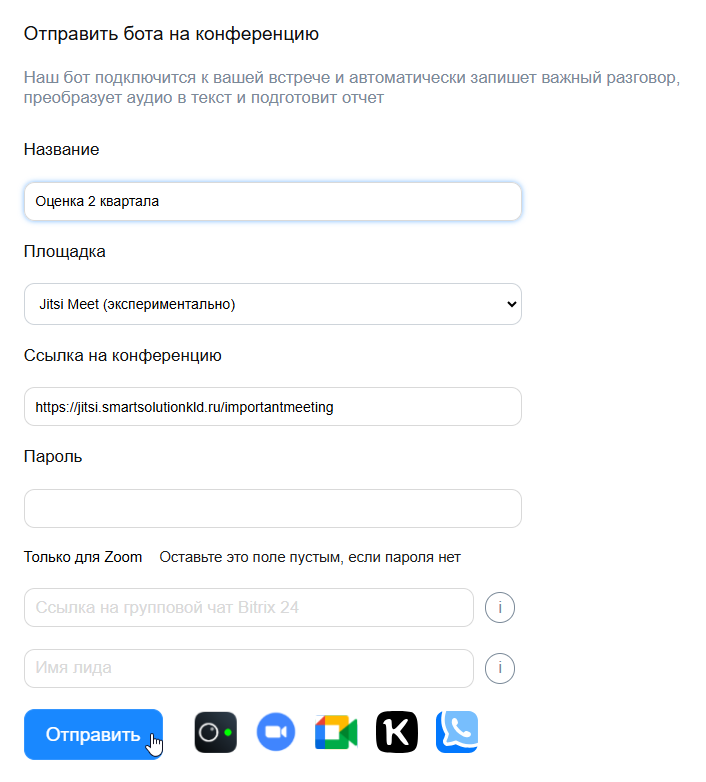 Отправить бота на конференцию
Наш бот подключится к вашей встрече и автоматически запишет важный разговор,
преобразует аудио в текст и подготовит отчет
Название
Оценка 2 квартала
Площадка
Jitsi Meet (экспериментально)
Ссылка на конференцию
https://jitsi.smartsolutionkld.ru/importantmeeting
Пароль
Только для Zoom Оставьте это поле пустым, если пароля нет
Ссылка на групповой чат Bitrix 24
i
Имя лида
i
Отправить
K